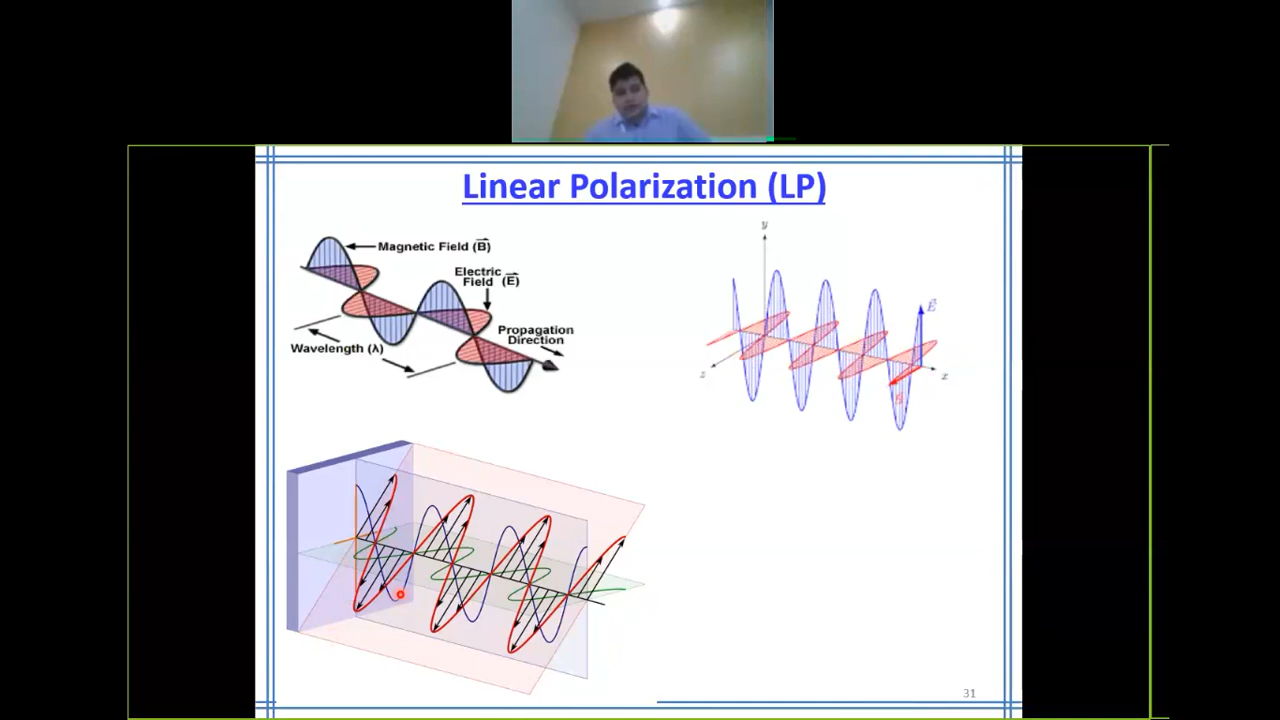 Linear Polarization (LP)
Magnetic Field (B)
Electric
Field (E)
Propagation
Direction
Wavelength (λ)
y
E
z
x
31